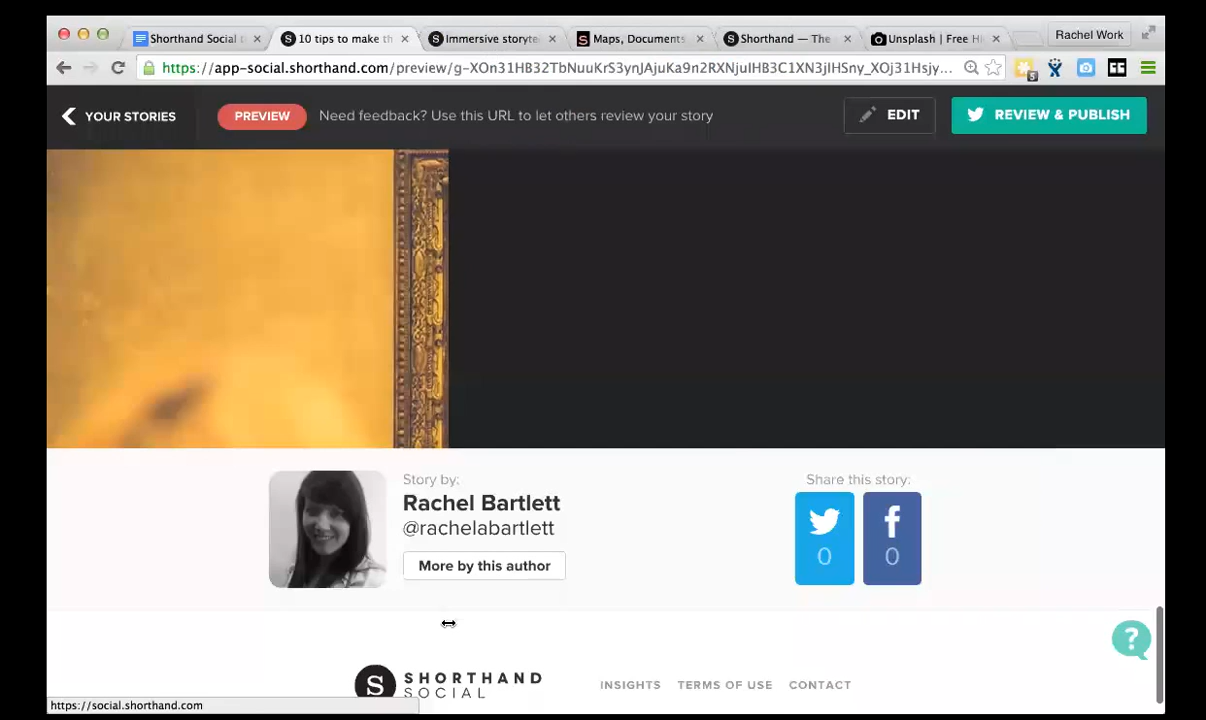 Shorthand Social
10 tips to make th
Immersive storyte
Maps, Documents
Shorthand — The
Unsplash | Free Hi
Rachel Work
https://app-social.shorthand.com/preview/g-XOn31HB32TbNuuKrS3ynJAjuKa9n2RXNjuIHB3C1XN3jIHSny_XOj31Hsjy...
5
YOUR STORIES
PREVIEW
Need feedback? Use this URL to let others review your story
EDIT
REVIEW & PUBLISH
Story by:
Rachel Bartlett
@rachelabartlett
More by this author
Share this story:
0
0
?
S SHORTHAND
SOCIAL
INSIGHTS
TERMS OF USE
CONTACT
https://social.shorthand.com